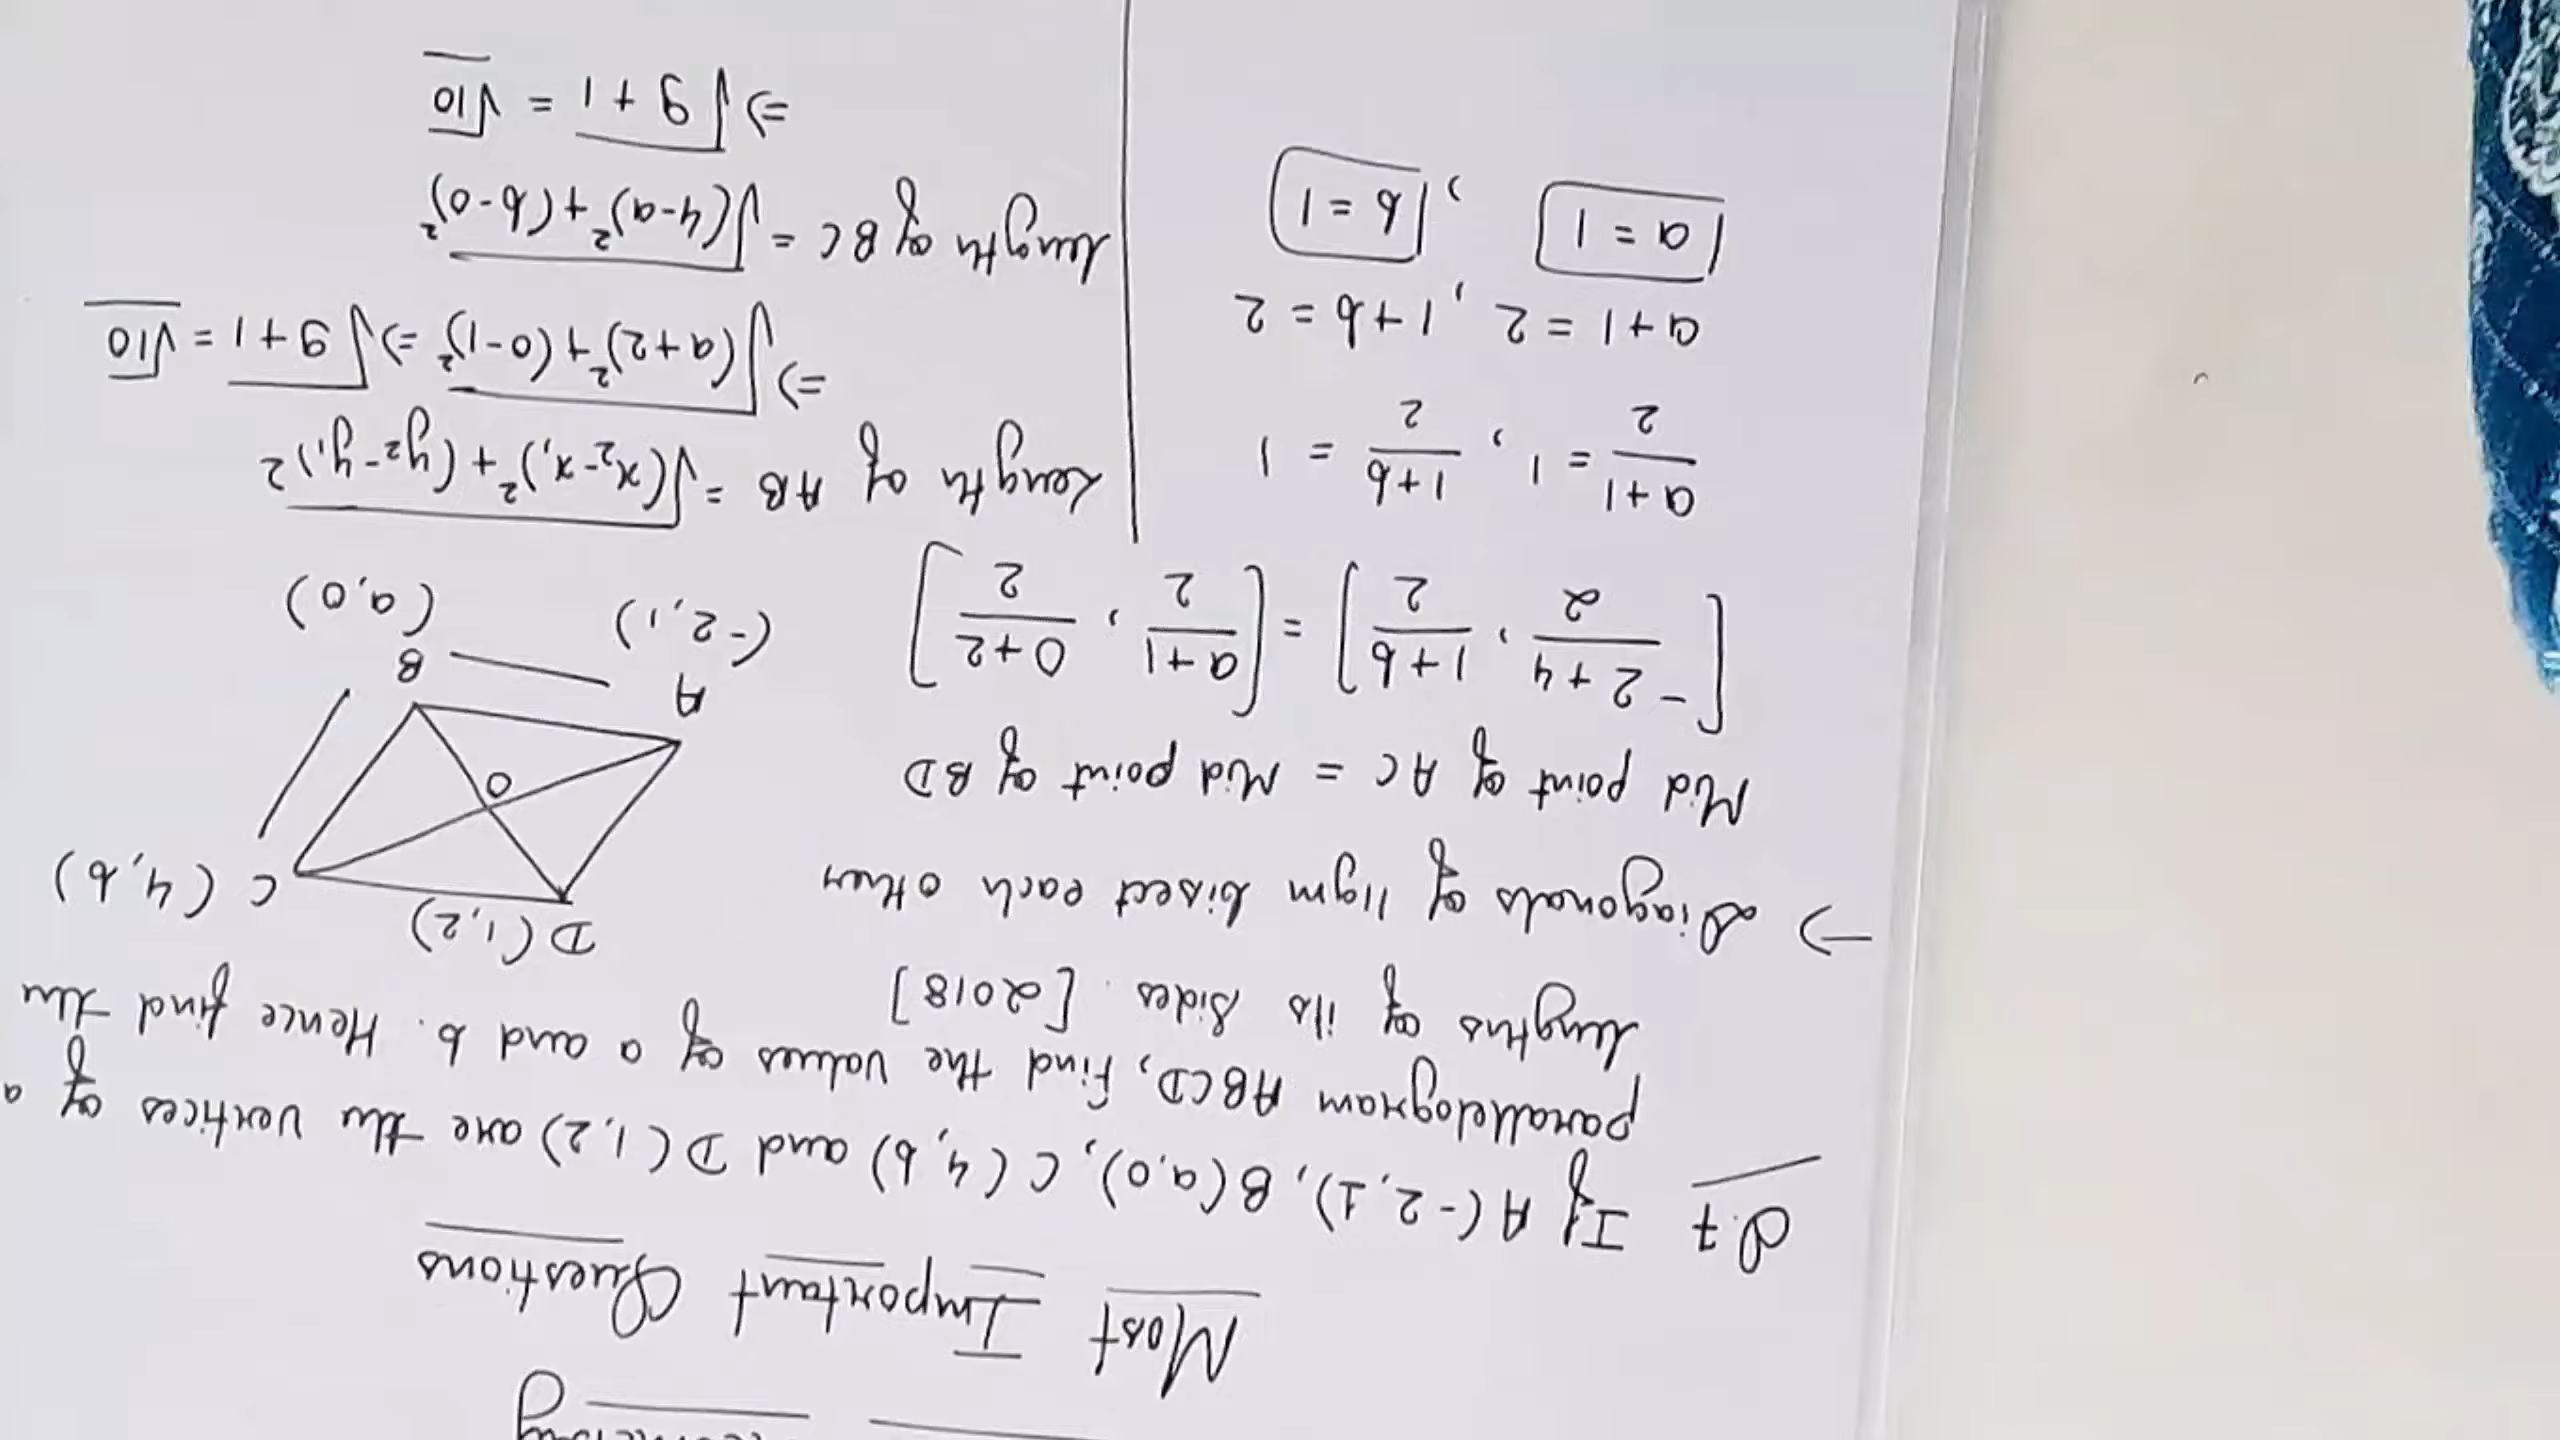 Most Important Questions
Q.7 If A(-2,1), B(a,0), C(4,b) and D(1,2) are the vertices of a
parallelogram ABCD, find the values of a and b. Hence find the
lengths of its sides. [2018]
→ Diagonals of ||gm bisect each other
Mid point of AC = Mid point of BD
[-2+4/2, 1+b/2] = [a+1/2, 0+2/2]
a+1/2 = 1, 1+b/2 = 1
a+1 = 2, 1+b = 2
a = 1, b = 1
D(1,2)
C (4,b)
O
A
B
(-2,1)
(a,0)
Length of AB = √(x₂-x₁)²+(y₂-y₁)²
⇒ √(a+2)²+(0-1)² ⇒ √9+1 = √10
Length of BC = √(4-a)²+(b-0)²
⇒ √9+1 = √10